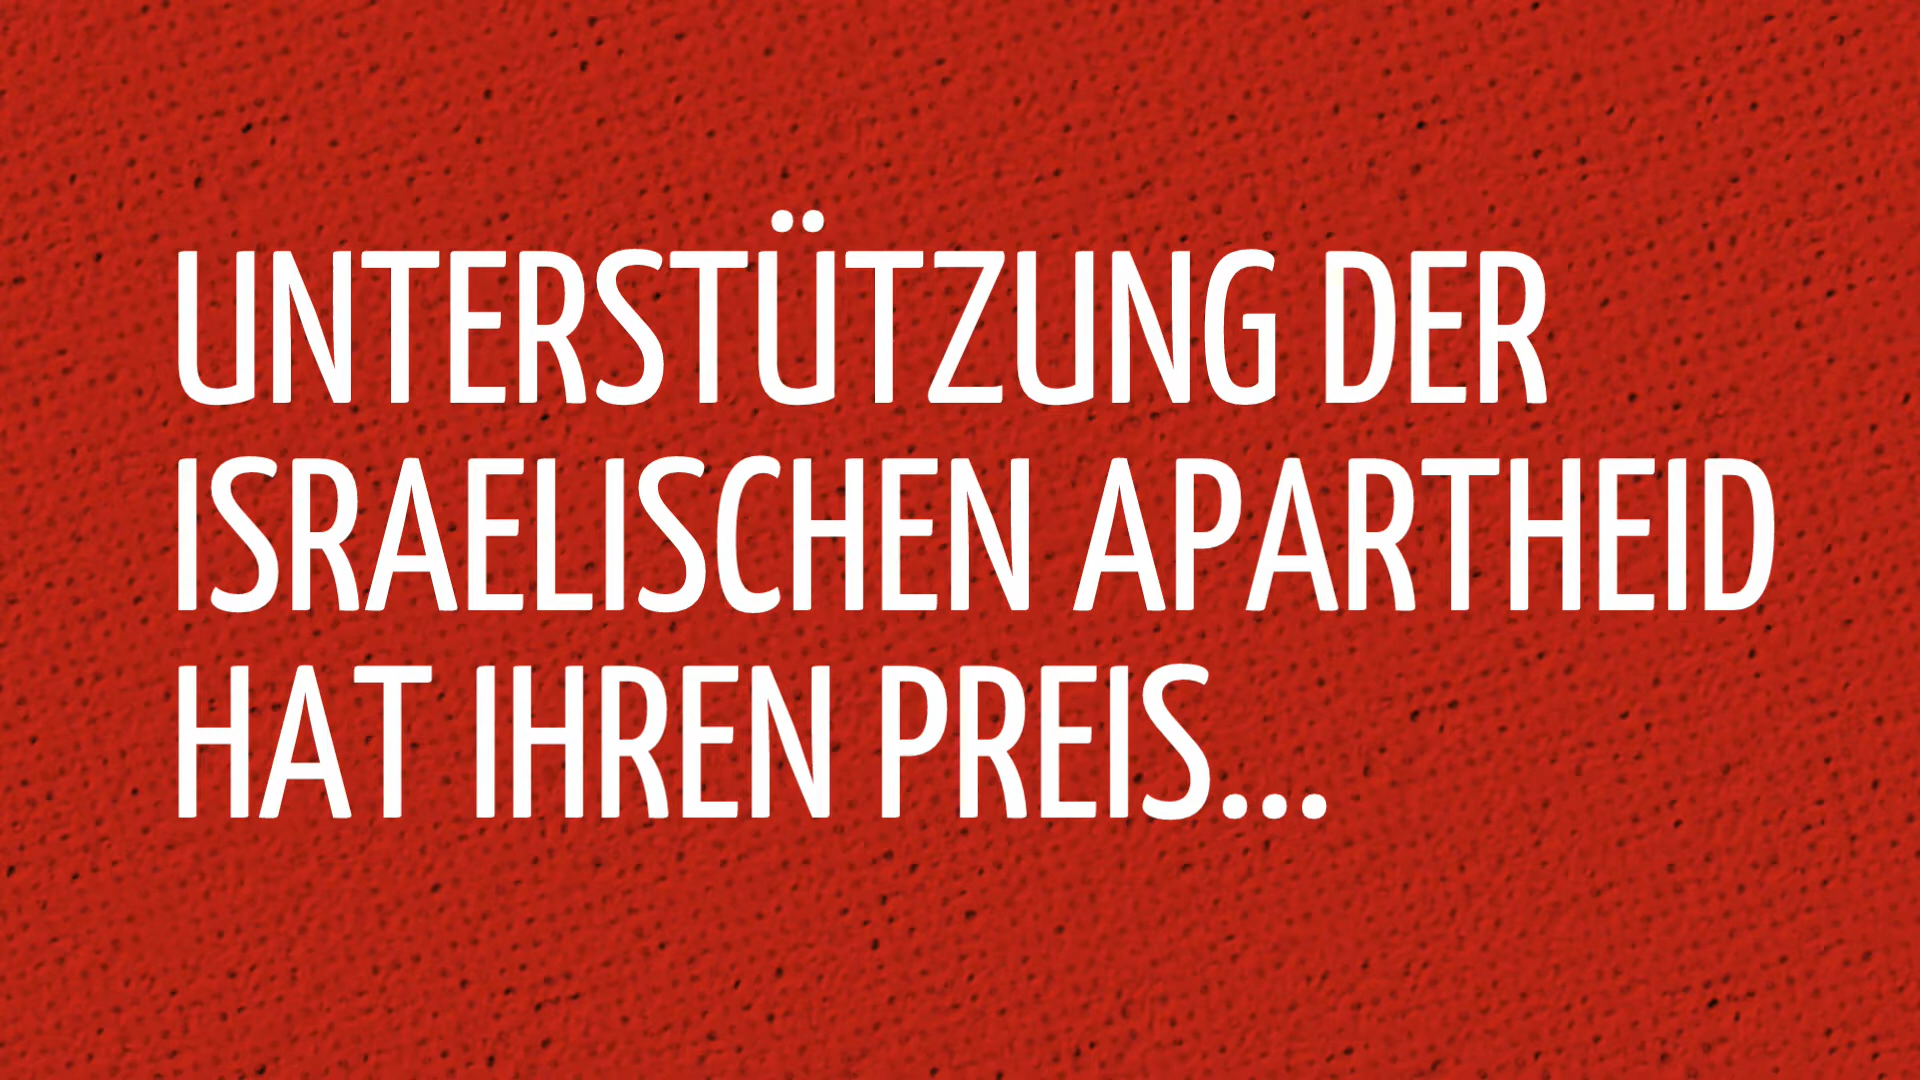 UNTERSTÜTZUNG DER
ISRAELISCHEN APARTHEID
HAT IHREN PREIS...